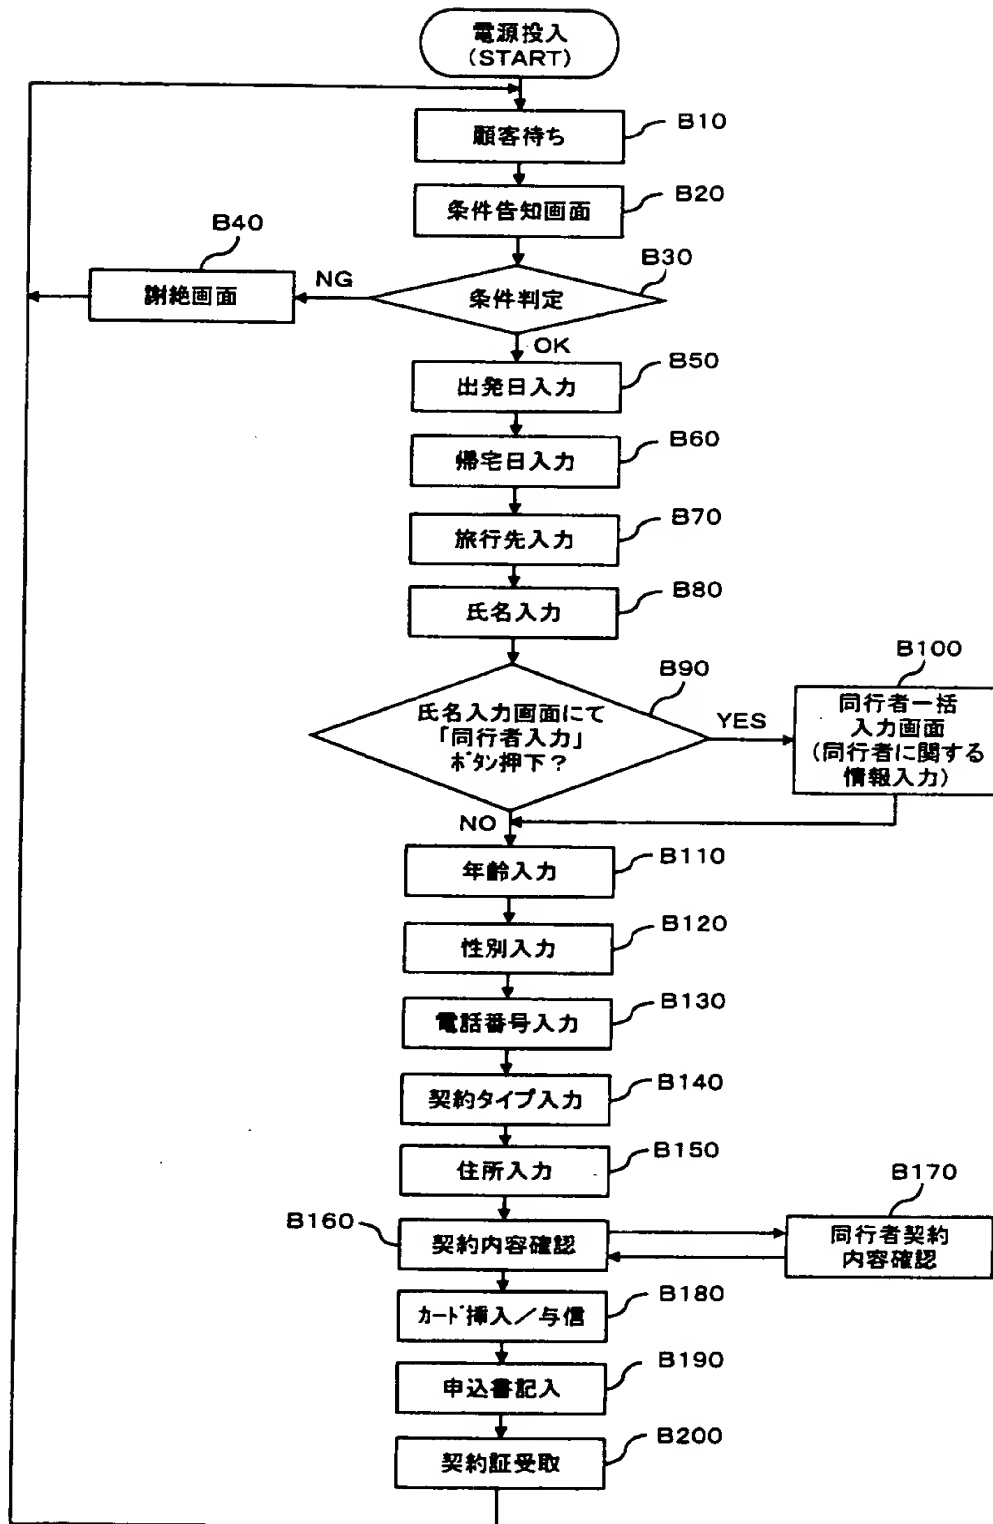 電源投入
(START)
B10
顧客待ち
B20
条件告知画面
B40
謝絶画面
NG
B30
条件判定
OK
B50
出発日入力
B60
帰宅日入力
B70
旅行先入力
B80
氏名入力
B90
氏名入力画面にて
「同行者入力」
ボタン押下？
YES
B100
同行者一括
入力画面
(同行者に関する
情報入力)
NO
B110
年齢入力
B120
性別入力
B130
電話番号入力
B140
契約タイプ入力
B150
住所入力
B160
契約内容確認
B170
同行者契約
内容確認
B180
カード挿入／与信
B190
申込書記入
B200
契約証受取